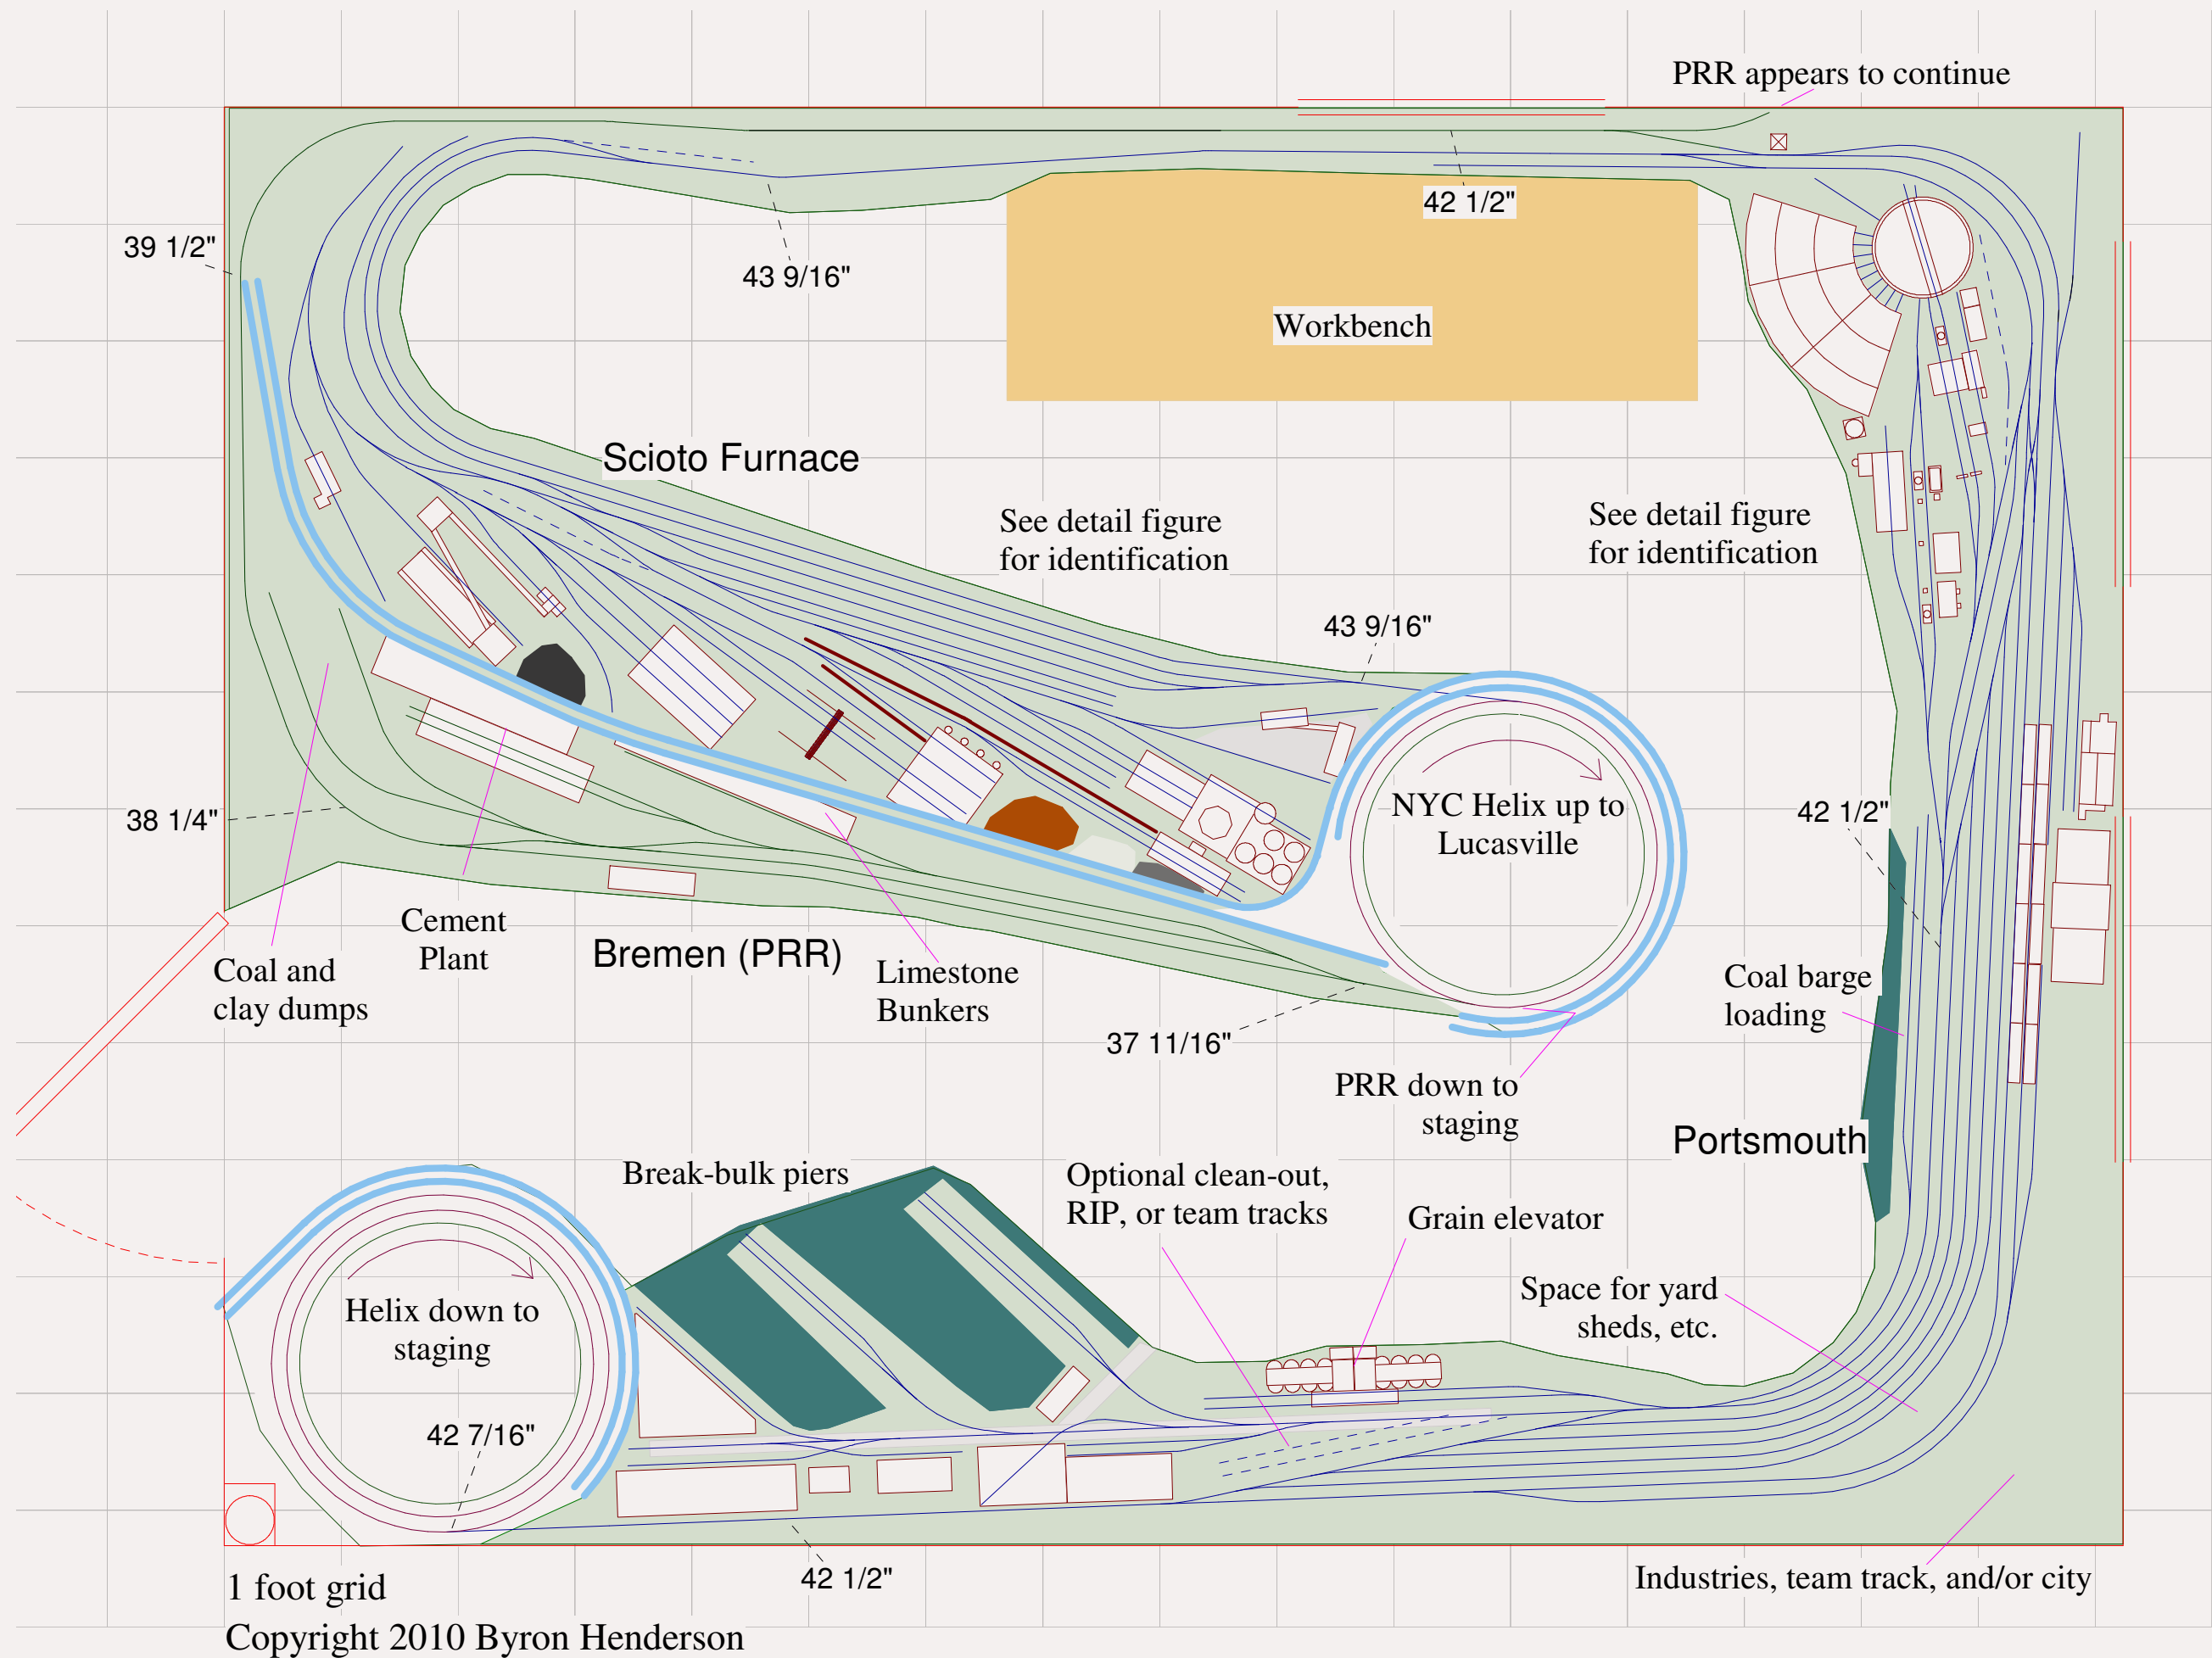 PRR appears to continue
42 1/2"
39 1/2"
43 9/16"
Workbench
Scioto Furnace
See detail figure
for identification
See detail figure
for identification
43 9/16"
NYC Helix up to
Lucasville
42 1/2"
38 1/4"
Cement
Plant
Bremen (PRR)
Coal and
clay dumps
Limestone
Bunkers
Coal barge
loading
37 11/16"
PRR down to
staging
Portsmouth
Break-bulk piers
Optional clean-out,
RIP, or team tracks
Grain elevator
Space for yard
sheds, etc.
Helix down to
staging
42 7/16"
42 1/2"
Industries, team track, and/or city
1 foot grid
Copyright 2010 Byron Henderson